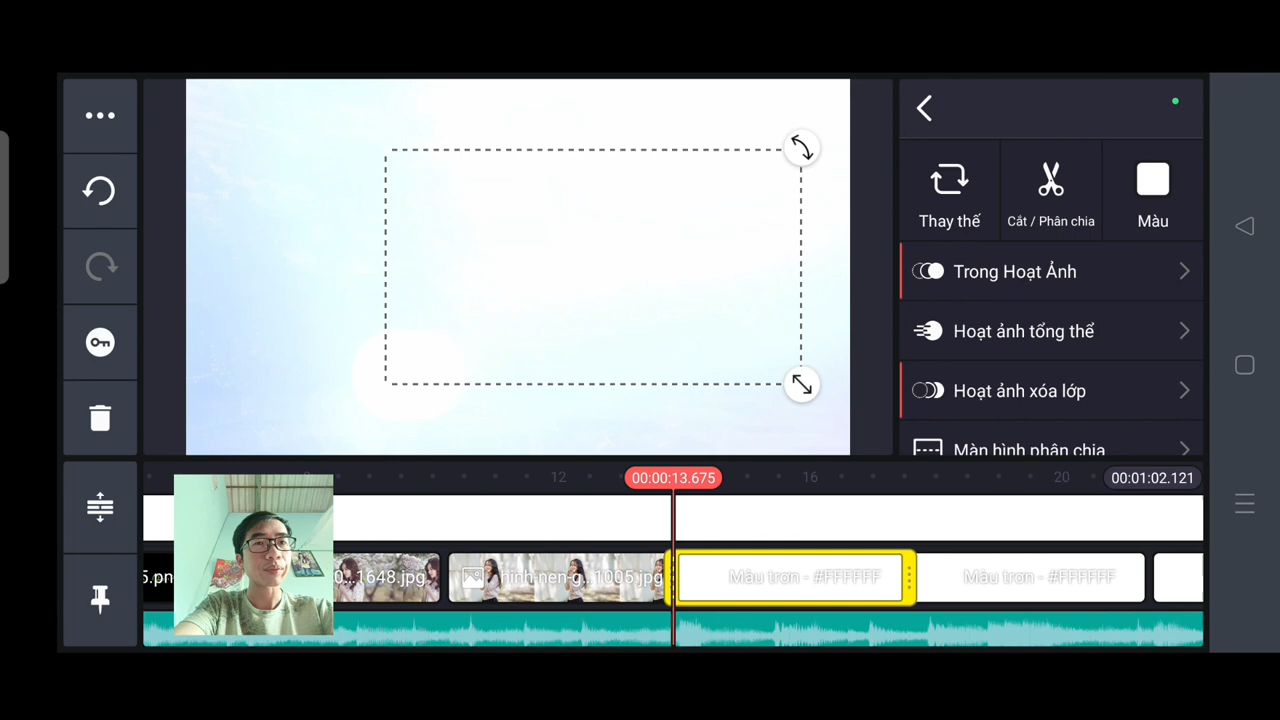 Thay thế
Cắt / Phân chia
Màu
Trong Hoạt Ảnh
Hoạt ảnh tổng thể
Hoạt ảnh xóa lớp
Màn hình phân chia
8
12
00:00:13.675
16
20
00:01:02.121
5.pn
0...1648.jpg
hinh-nen-g...1005.jpg
Màu trơn - #FFFFFF
Màu trơn - #FFFFFF